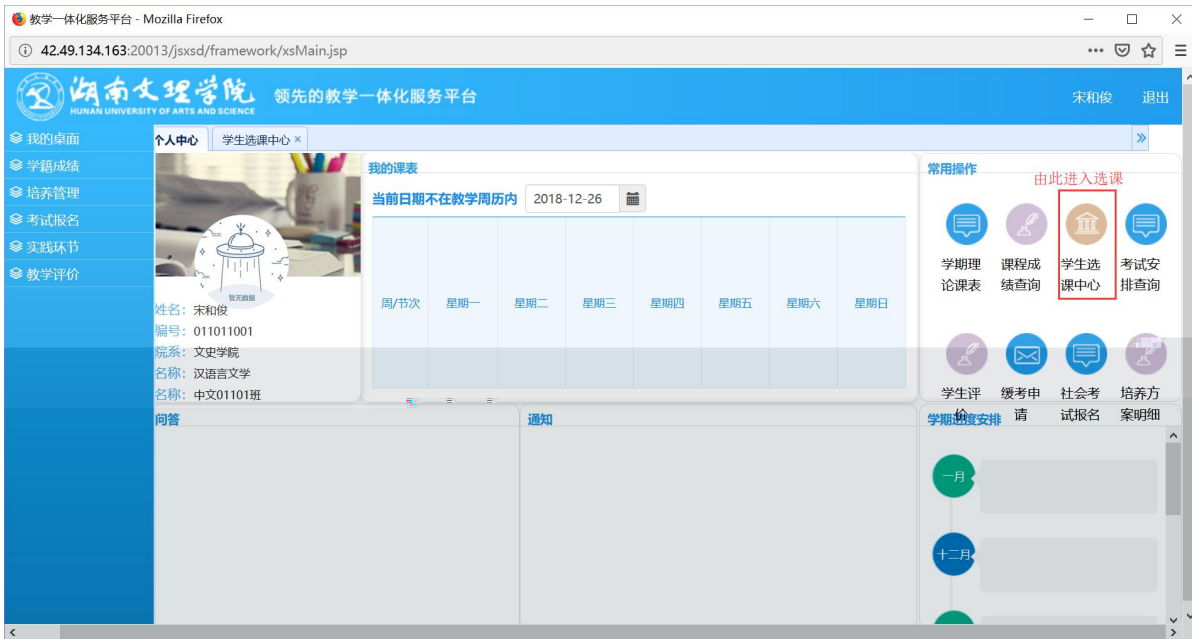 教学一体化服务平台 - Mozilla Firefox
42.49.134.163:20013/jsxsd/framework/xsMain.jsp
湖南文理学院
HUNAN UNIVERSITY OF ARTS AND SCIENCE
领先的教学一体化服务平台
宋和俊
退出
我的桌面
学籍成绩
培养管理
考试报名
实践环节
教学评价
个人中心
学生选课中心
暂无数据
姓名：宋和俊
编号：011011001
院系：文史学院
名称：汉语言文学
名称：中文01101班
我的课表
当前日期不在教学周历内 2018-12-26
周/节次 星期一 星期二 星期三 星期四 星期五 星期六 星期日
常用操作
由此进入选课
学期理论课表
课程成绩查询
学生选课中心
考试安排查询
学生评价
缓考申请
社会考试报名
培养方案明细
问答
通知
学期进度安排
一月
十二月